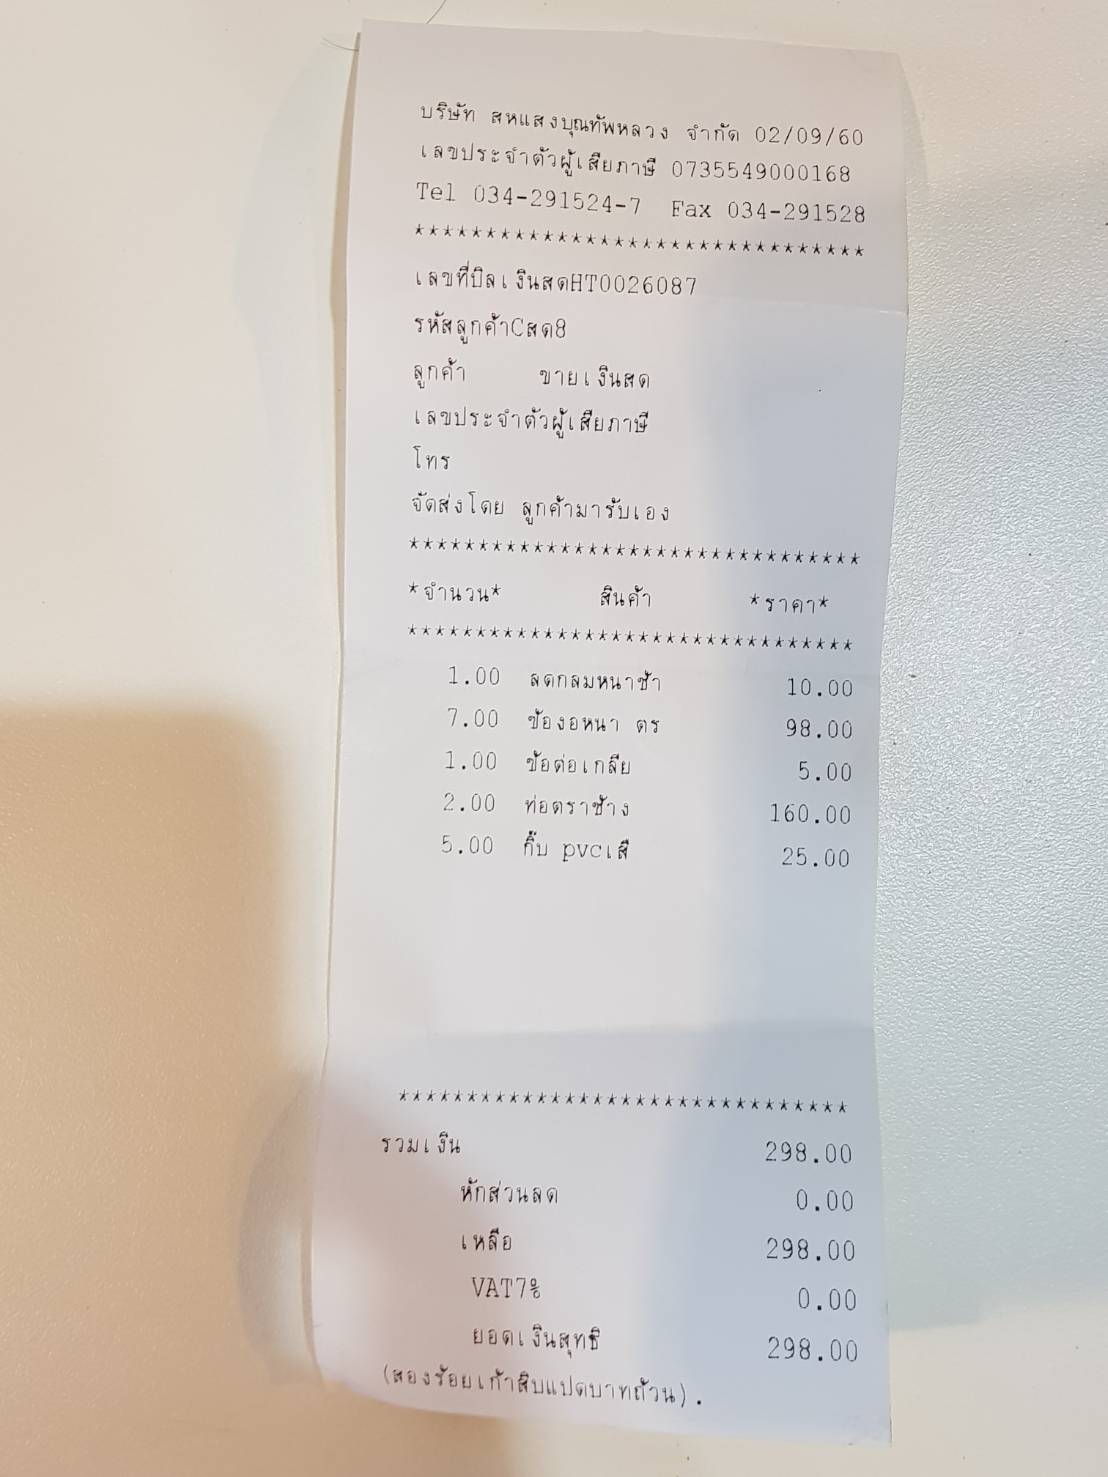 บริษัท สหแสงบุณทัพหลวง จำกัด 02/09/60
เลขประจำตัวผู้เสียภาษี 0735549000168
Tel 034-291524-7 Fax 034-291528
********************************
เลขที่บิลเงินสดHT0026087
รหัสลูกค้าCสด8
ลูกค้า ขายเงินสด
เลขประจำตัวผู้เสียภาษี
โทร
จัดส่งโดย ลูกค้ามารับเอง
********************************
*จำนวน* สินค้า *ราคา*
********************************
1.00 ลดกลมหนาช้า 10.00
7.00 ข้องอหนา ตร 98.00
1.00 ข้อต่อเกลีย 5.00
2.00 ท่อตราช้าง 160.00
5.00 กิ๊บ pvcเสี 25.00
********************************
รวมเงิน 298.00
หักส่วนลด 0.00
เหลือ 298.00
VAT7% 0.00
ยอดเงินสุทธิ 298.00
(สองร้อยเก้าสิบแปดบาทถ้วน).